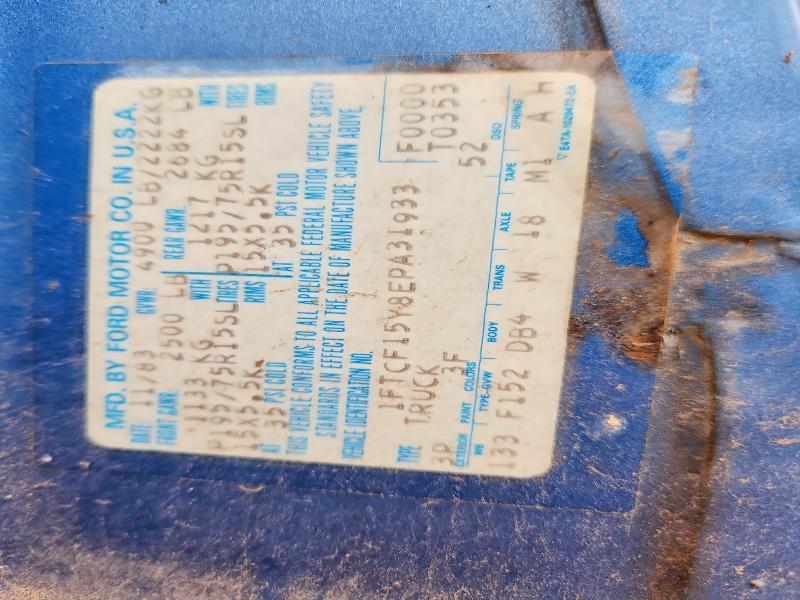 MFD. BY FORD MOTOR CO. IN U.S.A.
DATE: 11/83 GVWR: 4900 LB/2222KG
FRONT GAWR: 2500 LB REAR GAWR: 2684 LB
1133 KG WITH 1217 KG WITH
P195/75R15SL TIRES P195/75R15SL TIRES
15X5.5K RIMS 15X5.5K RIMS
AT 35 PSI COLD AT 35 PSI COLD
THIS VEHICLE CONFORMS TO ALL APPLICABLE FEDERAL MOTOR VEHICLE SAFETY
STANDARDS IN EFFECT ON THE DATE OF MANUFACTURE SHOWN ABOVE.
VEHICLE IDENTIFICATION NO.
1FTCF15Y8EPA31933 F0000
TYPE TRUCK T0353
3P 3F 52
EXTERIOR PAINT COLORS DSO
WB TYPE-GVW BODY TRANS AXLE TAPE SPRING
133 F152 DB4 W 18 M1 A H
▽ E4TA-1020472-BA